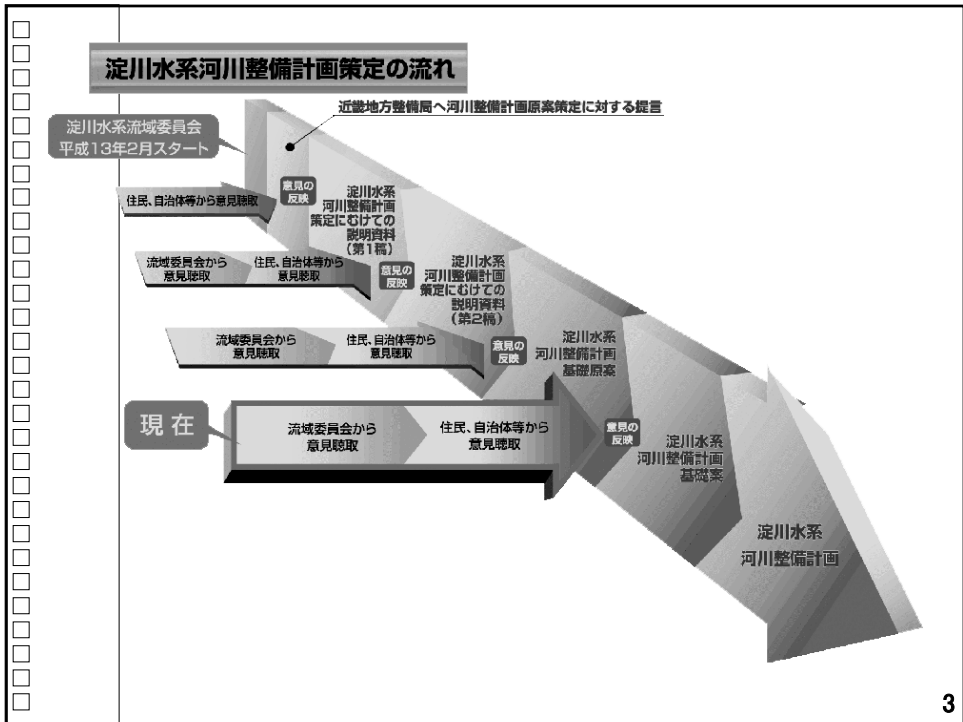 淀川水系河川整備計画策定の流れ
近畿地方整備局へ河川整備計画原案策定に対する提言
淀川水系流域委員会
平成13年2月スタート
住民、自治体等から意見聴取
意見の
反映
淀川水系
河川整備計画
策定にむけての
説明資料
(第1稿)
流域委員会から
意見聴取
住民、自治体等から
意見聴取
意見の
反映
淀川水系
河川整備計画
策定にむけての
説明資料
(第2稿)
流域委員会から
意見聴取
住民、自治体等から
意見聴取
意見の
反映
淀川水系
河川整備計画
基礎原案
現在
流域委員会から
意見聴取
住民、自治体等から
意見聴取
意見の
反映
淀川水系
河川整備計画
基礎案
淀川水系
河川整備計画
3